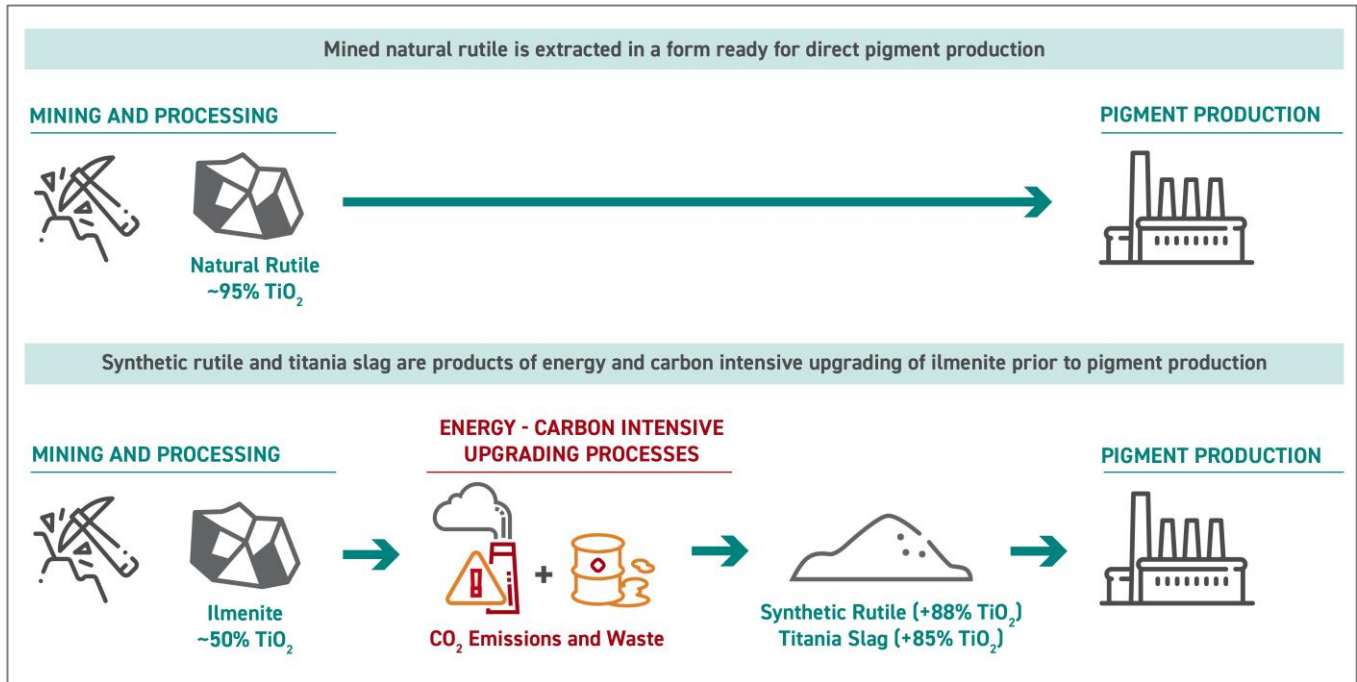 Mined natural rutile is extracted in a form ready for direct pigment production
MINING AND PROCESSING
PIGMENT PRODUCTION
Natural Rutile
~95% TiO₂
Synthetic rutile and titania slag are products of energy and carbon intensive upgrading of ilmenite prior to pigment production
ENERGY - CARBON INTENSIVE
UPGRADING PROCESSES
MINING AND PROCESSING
PIGMENT PRODUCTION
Ilmenite
~50% TiO₂
CO₂ Emissions and Waste
Synthetic Rutile (+88% TiO₂)
Titania Slag (+85% TiO₂)